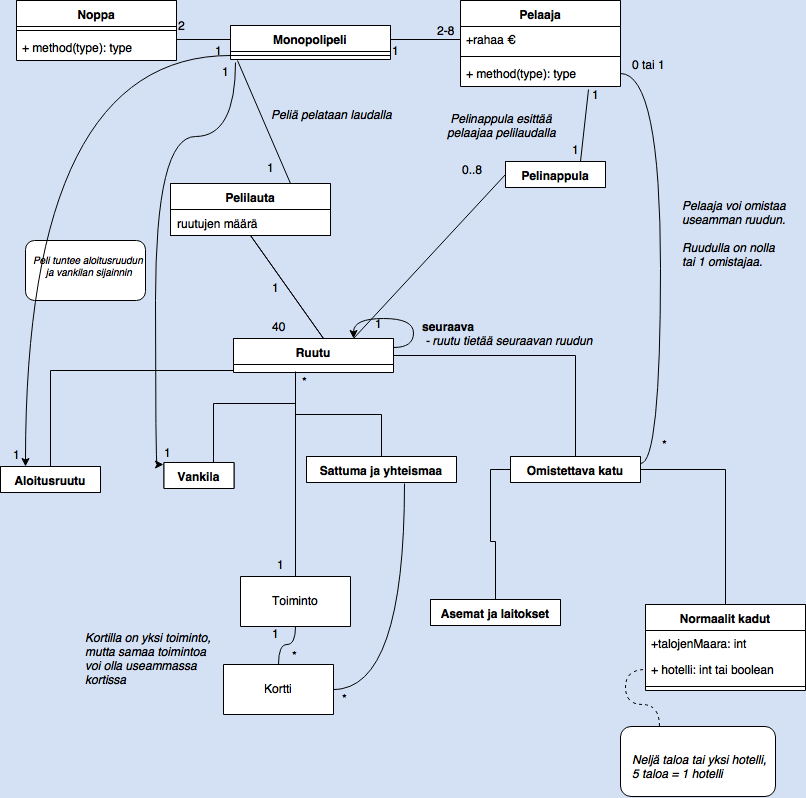 Noppa
+ method(type): type
2
Monopolipeli
1
1
1
2-8
Pelaaja
+rahaa €
+ method(type): type
0 tai 1
1
Peliä pelataan laudalla
Pelinappula esittää
pelaajaa pelilaudalla
1
1
0..8
Pelinappula
Pelilauta
ruutujen määrä
Pelaaja voi omistaa
useamman ruudun.
Ruudulla on nolla
tai 1 omistajaa.
Peli tuntee aloitusruudun
ja vankilan sijainnin
1
40
1
seuraava
- ruutu tietää seuraavan ruudun
Ruutu
*
*
1
1
Aloitusruutu
Vankila
Sattuma ja yhteismaa
Omistettava katu
1
Toiminto
1
*
Kortilla on yksi toiminto,
mutta samaa toimintoa
voi olla useammassa
kortissa
Kortti
*
Asemat ja laitokset
Normaalit kadut
+talojenMaara: int
+ hotelli: int tai boolean
Neljä taloa tai yksi hotelli,
5 taloa = 1 hotelli